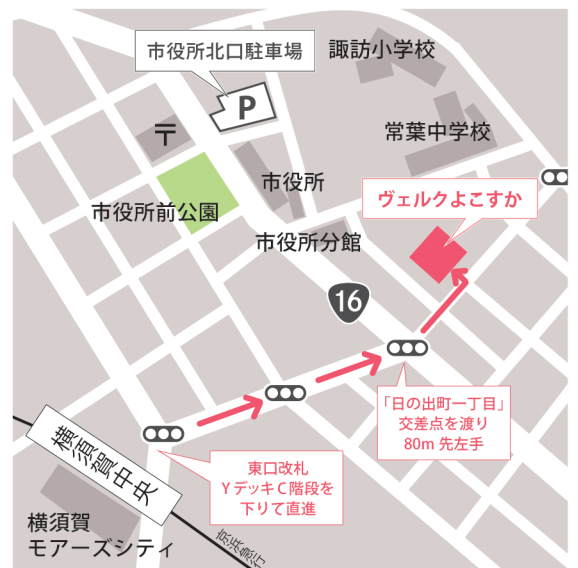 市役所北口駐車場
諏訪小学校
P
〒
常葉中学校
市役所
市役所前公園
ヴェルクよこすか
市役所分館
16
「日の出町一丁目」
交差点を渡り
80m 先左手
横須賀中央
東口改札
YデッキC階段を
下りて直進
横須賀
モアーズシティ
京浜急行